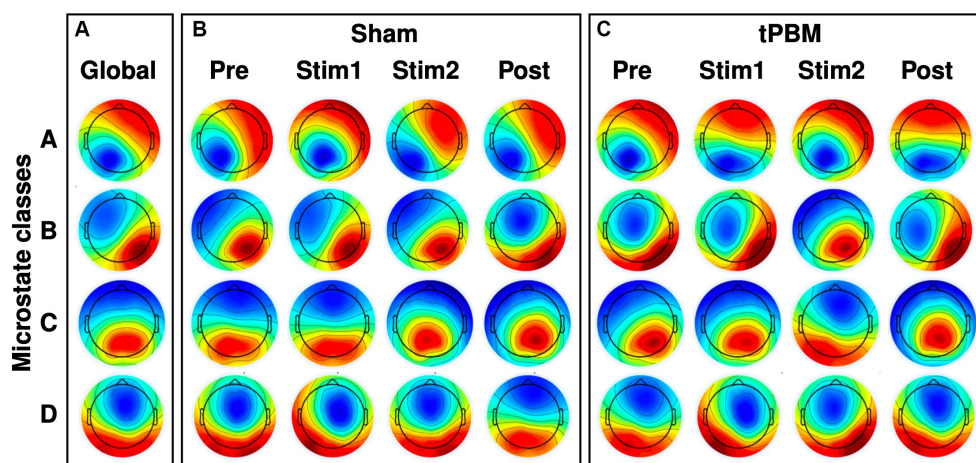 A
B
C
Sham
tPBM
Global
Pre
Stim1
Stim2
Post
Pre
Stim1
Stim2
Post
Microstate classes
A
B
C
D